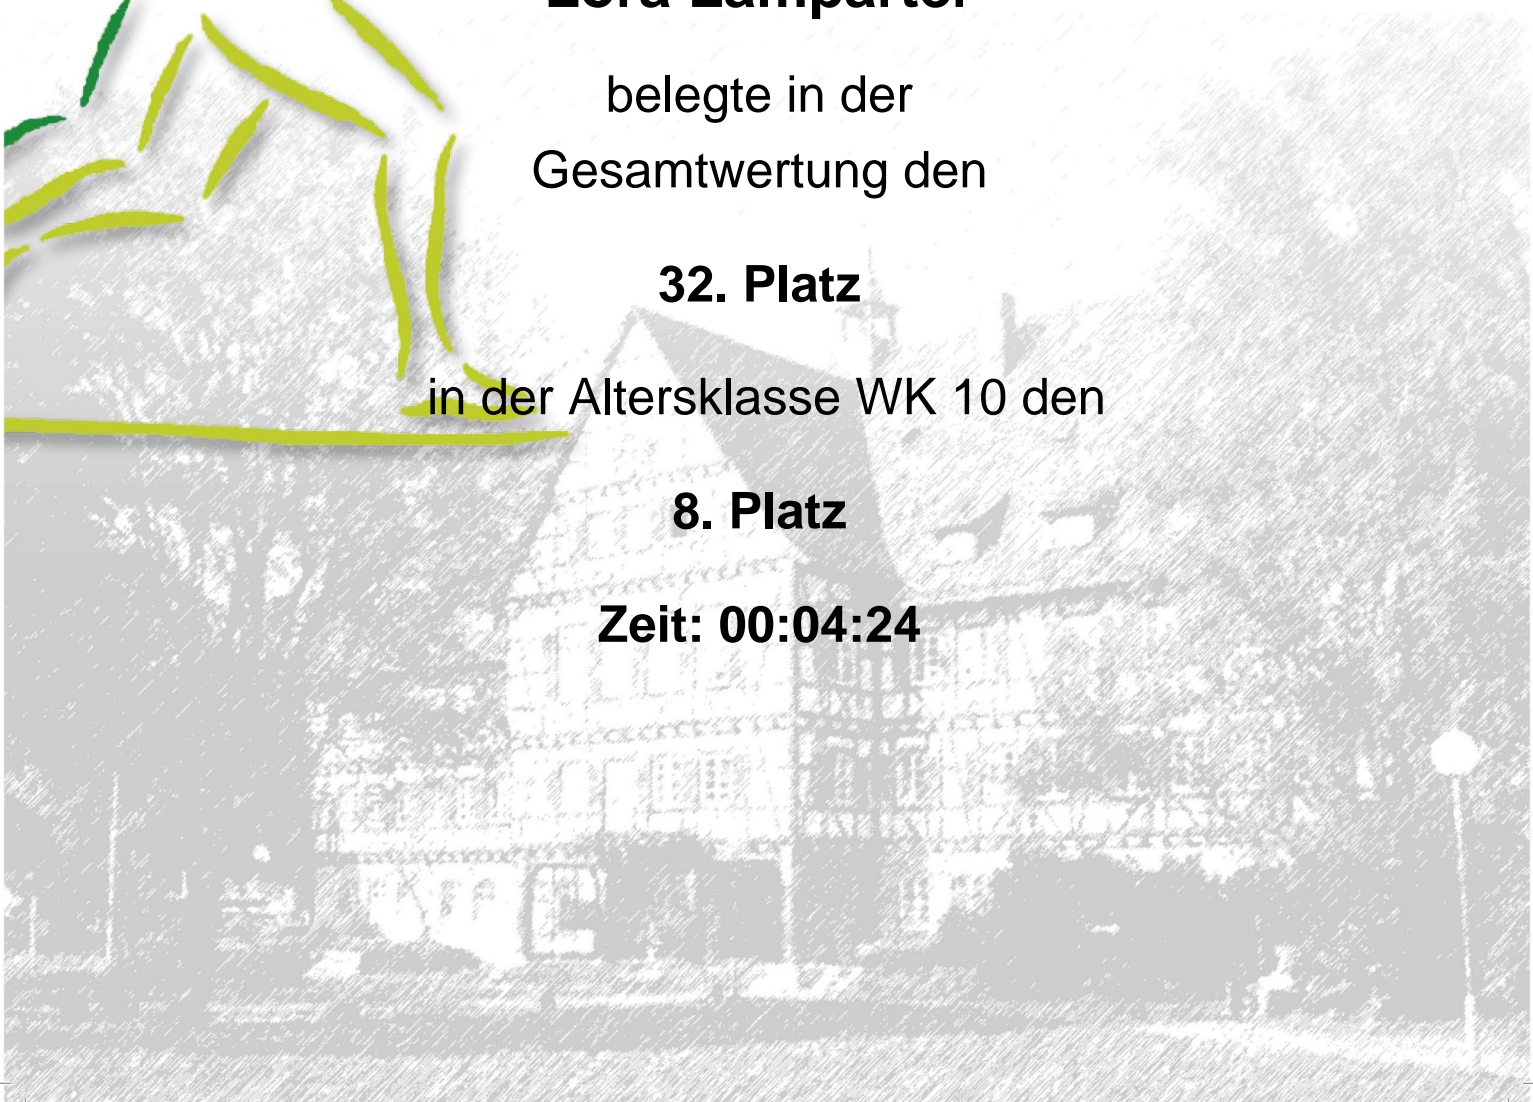 Lamparter
belegte in der
Gesamtwertung den
32. Platz
in der Altersklasse WK 10 den
8. Platz
Zeit: 00:04:24